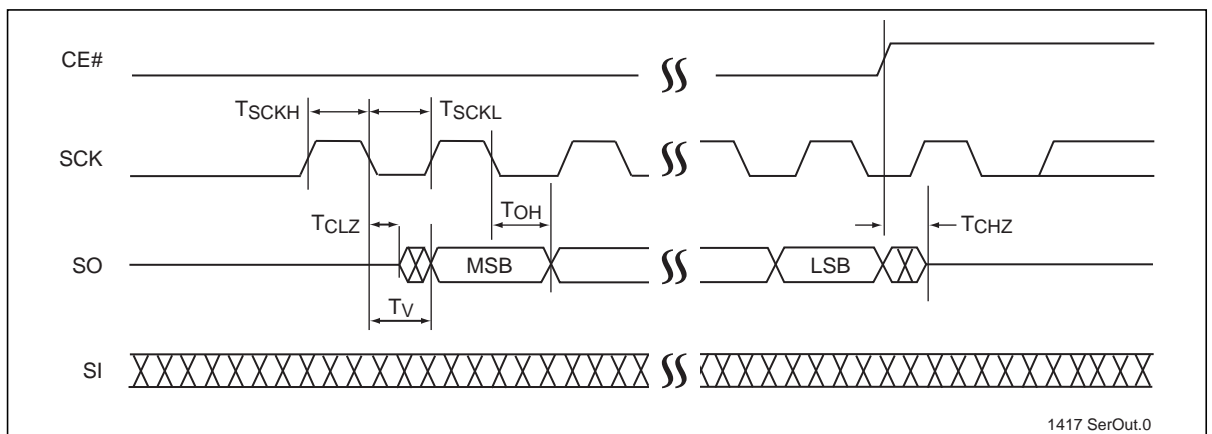 CE#
TSCKH TSCKL
SCK
TOH
TCLZ TCHZ
SO MSB LSB
TV
SI
1417 SerOut.0